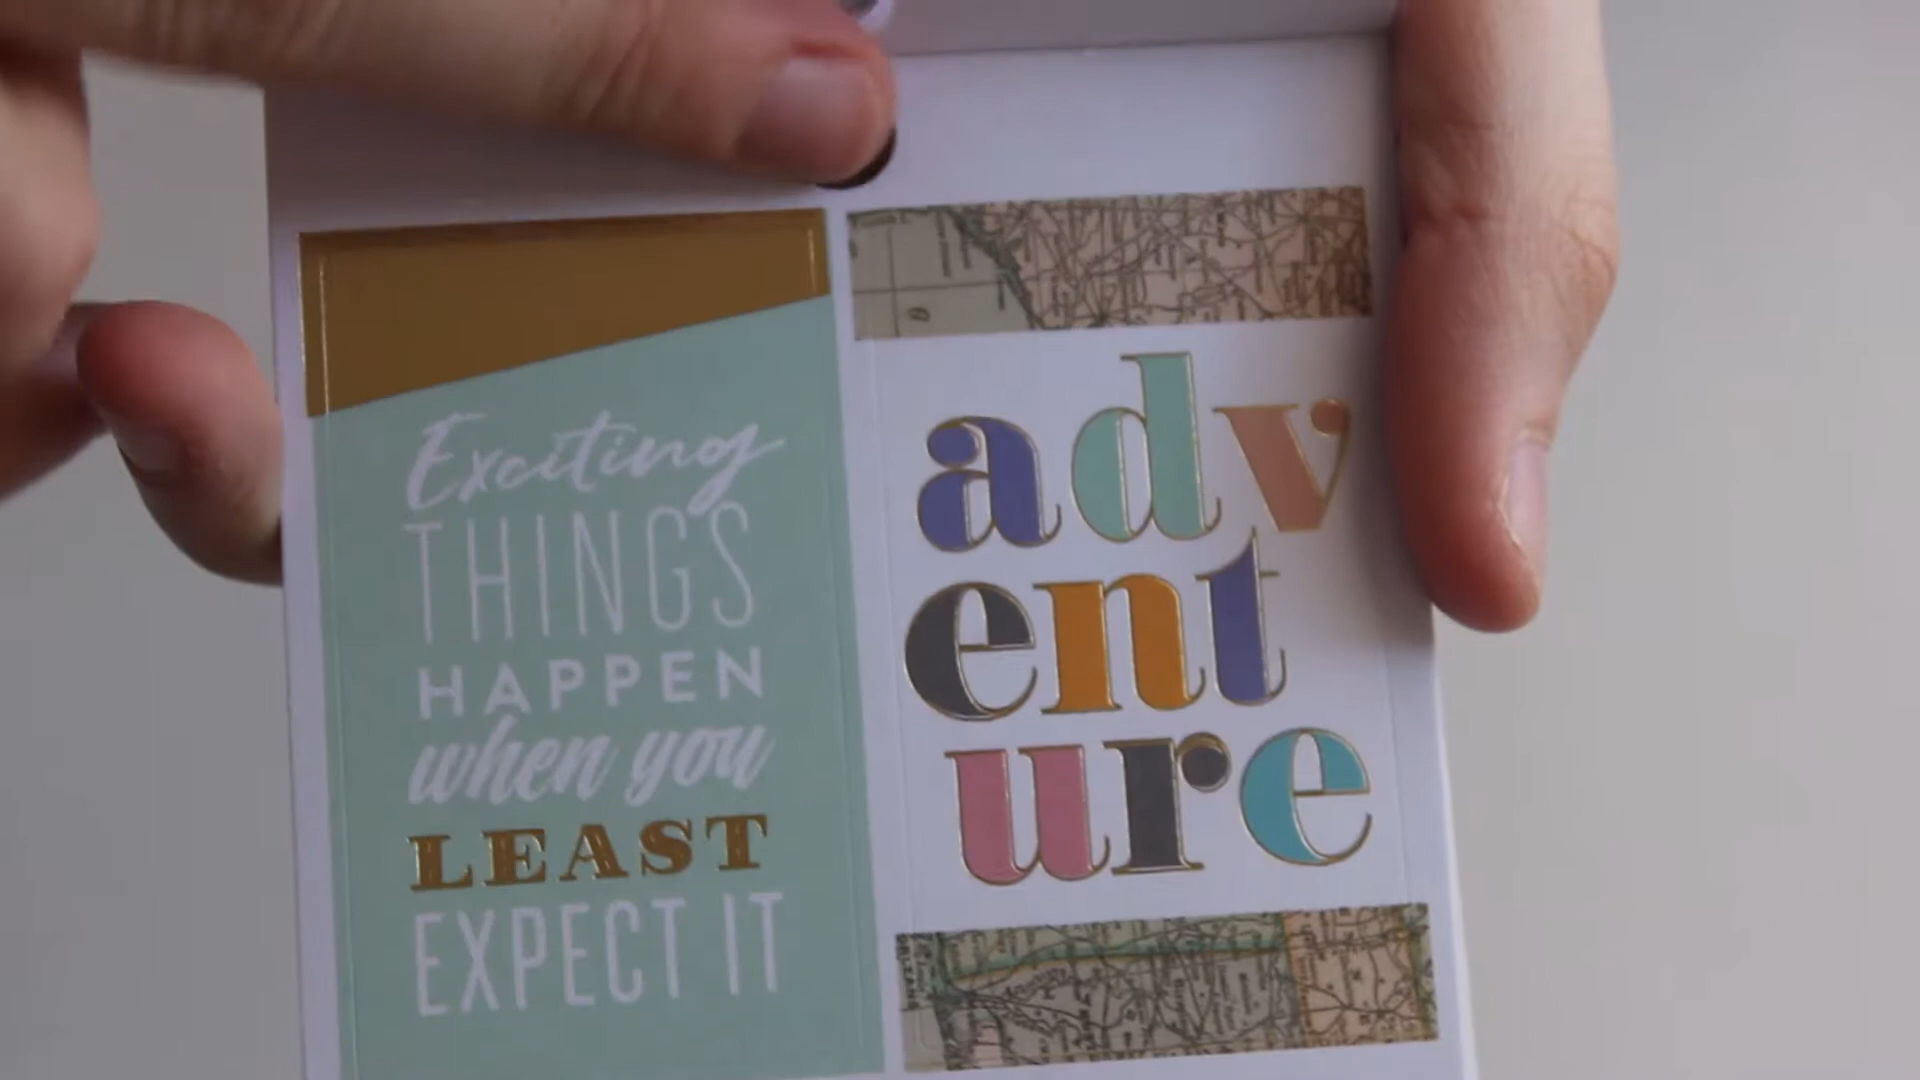 Exciting
THINGS
HAPPEN
when you
LEAST
EXPECT IT
adv
ent
ure